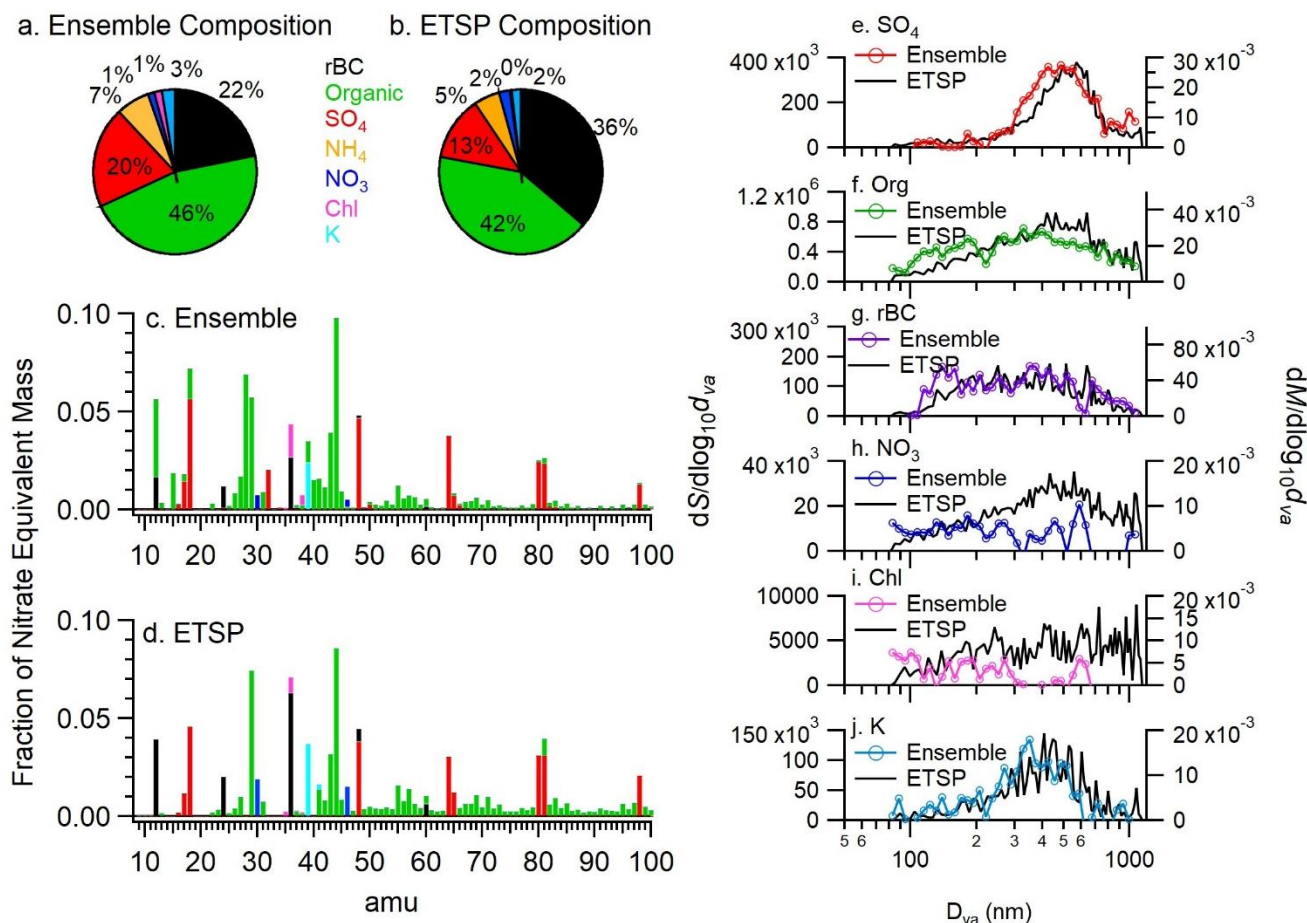 a. Ensemble Composition
b. ETSP Composition
1%
1%
3%
7%
22%
20%
46%
rBC
Organic
SO4
NH4
NO3
Chl
K
0%
2%
2%
5%
36%
13%
42%
Fraction of Nitrate Equivalent Mass
c. Ensemble
0.10
0.05
0.00
10 20 30 40 50 60 70 80 90 100
d. ETSP
0.10
0.05
0.00
10 20 30 40 50 60 70 80 90 100
amu
dS/dlog10dva
dM/dlog10dva
e. SO4
Ensemble
ETSP
400 x10^3
200
0
30 x10^-3
20
10
0
f. Org
Ensemble
ETSP
1.2 x10^6
0.8
0.4
0.0
40 x10^-3
20
0
g. rBC
Ensemble
ETSP
300 x10^3
200
100
0
80 x10^-3
40
0
h. NO3
Ensemble
ETSP
40 x10^3
20
0
20 x10^-3
15
10
5
0
i. Chl
Ensemble
ETSP
10000
5000
0
20 x10^-3
15
10
5
0
j. K
Ensemble
ETSP
150 x10^3
100
50
0
20 x10^-3
10
0
5 6 100 2 3 4 5 6 1000
Dva (nm)